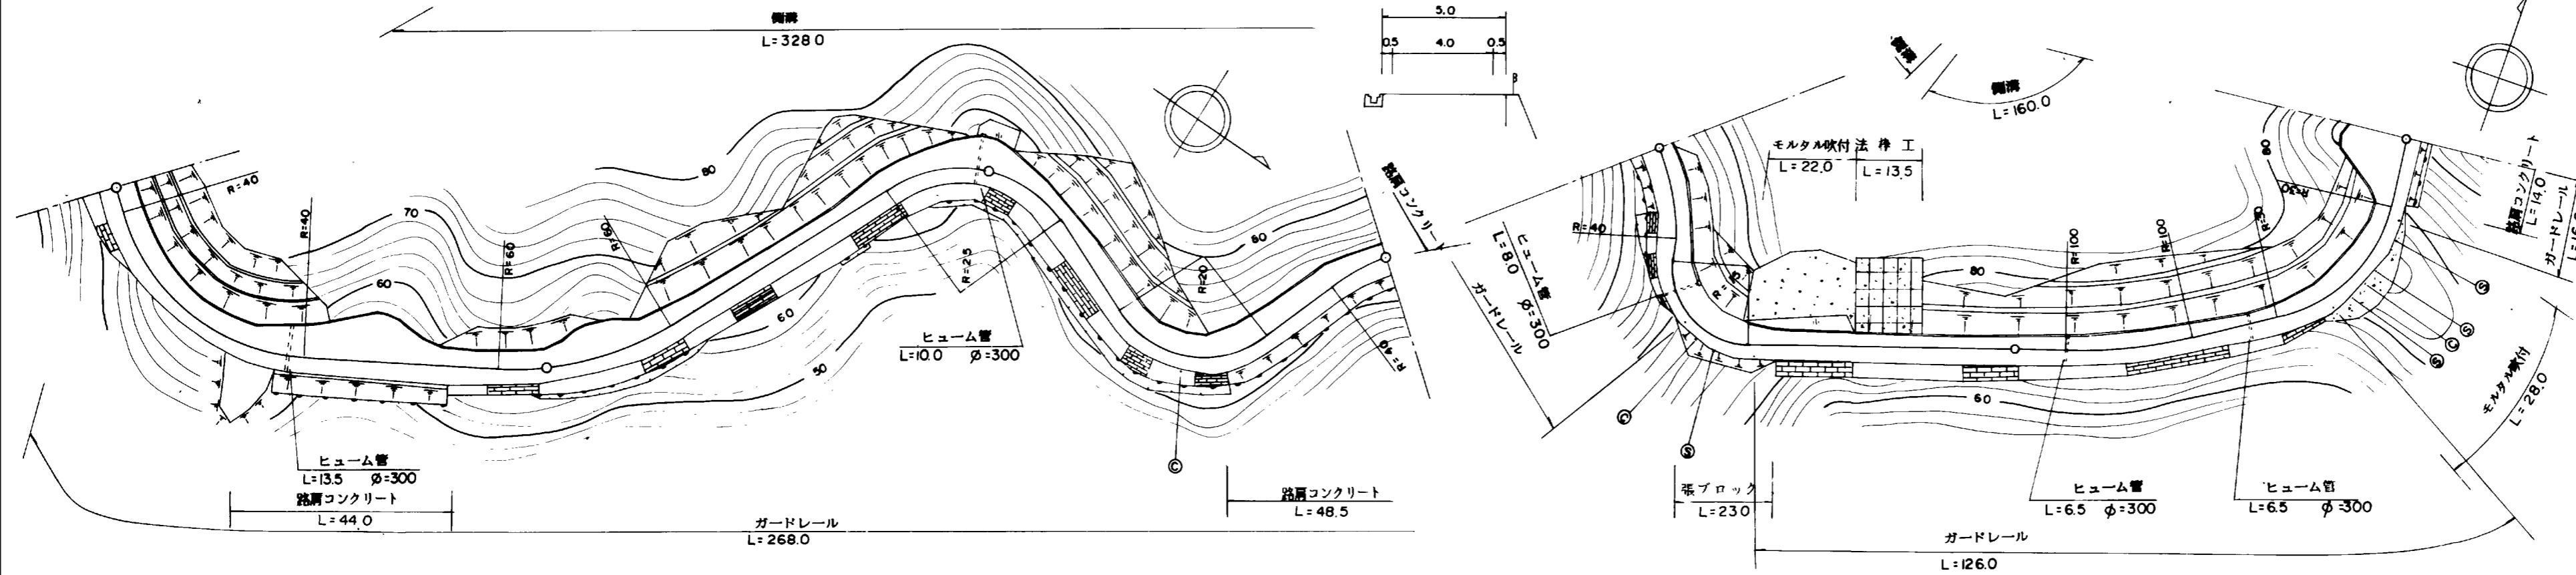 側溝
L=328.0
5.0
0.5 4.0 0.5
側溝
側溝
L=160.0
モルタル吹付
L=22.0
法枠工
L=13.5
路肩コンクリート
L=14.0
ガードレール
R=40
R=40
70
60
R=60
R=60
80
60
R=25
50
R=20
80
R=40
ヒューム管
L=13.5 Ø=300
路肩コンクリート
L=44.0
ヒューム管
L=10.0 Ø=300
C
路肩コンクリート
L=48.5
ガードレール
L=268.0
路肩コンクリート
ヒューム管
L=8.0 Ø=300
ガードレール
R=40
R=15
80
R=100
R=100
R=30
80
60
C
S
S
S
C
S
モルタル吹付
L=28.0
張ブロック
L=23.0
ヒューム管
L=6.5 Ø=300
ヒューム管
L=6.5 Ø=300
ガードレール
L=126.0